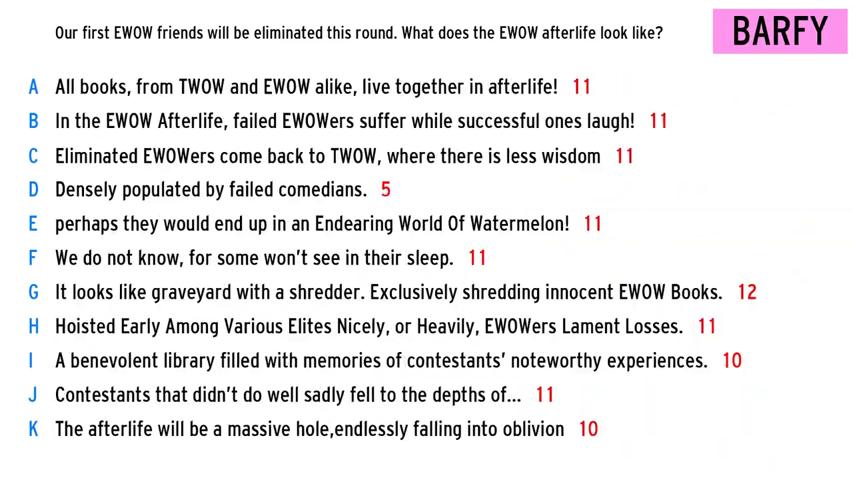 Our first EWOW friends will be eliminated this round. What does the EWOW afterlife look like?
BARFY
A All books, from TWOW and EWOW alike, live together in afterlife! 11
B In the EWOW Afterlife, failed EWOWers suffer while successful ones laugh! 11
C Eliminated EWOWers come back to TWOW, where there is less wisdom 11
D Densely populated by failed comedians. 5
E perhaps they would end up in an Endearing World Of Watermelon! 11
F We do not know, for some won't see in their sleep. 11
G It looks like graveyard with a shredder. Exclusively shredding innocent EWOW Books. 12
H Hoisted Early Among Various Elites Nicely, or Heavily, EWOWers Lament Losses. 11
I A benevolent library filled with memories of contestants' noteworthy experiences. 10
J Contestants that didn't do well sadly fell to the depths of... 11
K The afterlife will be a massive hole,endlessly falling into oblivion 10